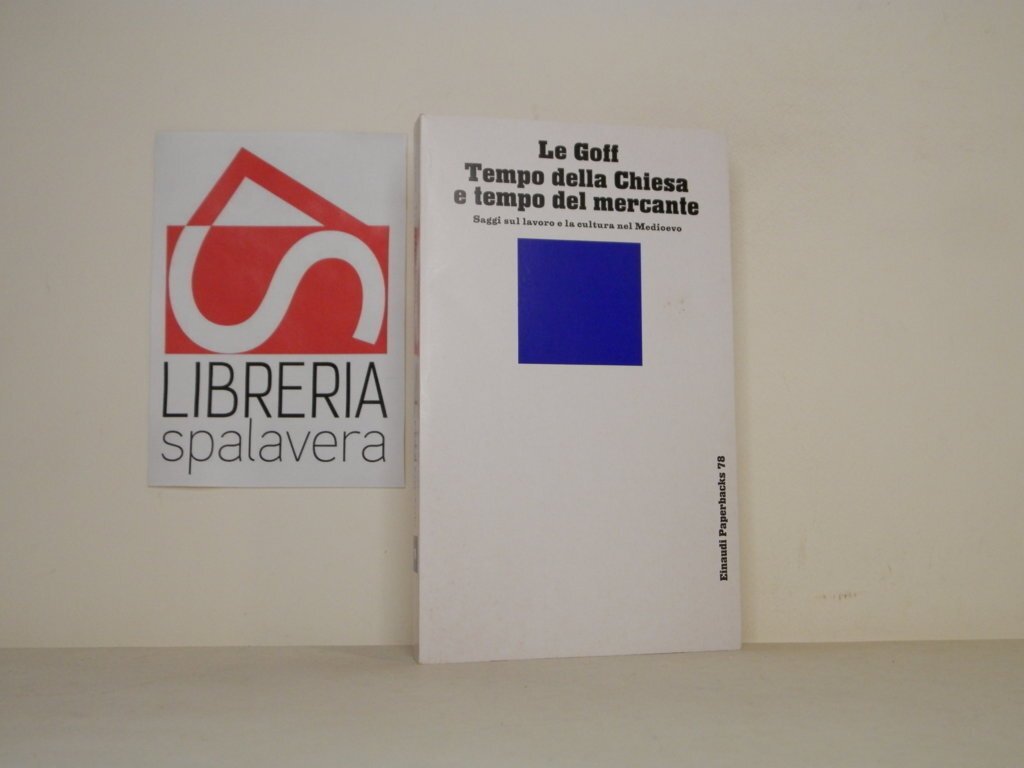 LIBRERIA
spalavera
Le Goff
Tempo della Chiesa
e tempo del mercante
Saggi sul lavoro e la cultura nel Medioevo
Einaudi Paperbacks 78